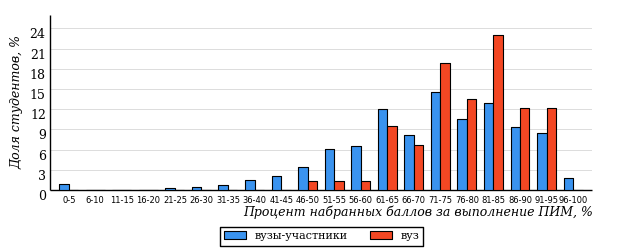 Доля студентов, %
24
21
18
15
12
9
6
3
0
0-5 6-10 11-15 16-20 21-25 26-30 31-35 36-40 41-45 46-50 51-55 56-60 61-65 66-70 71-75 76-80 81-85 86-90 91-95 96-100
Процент набранных баллов за выполнение ПИМ, %
вузы-участники вуз